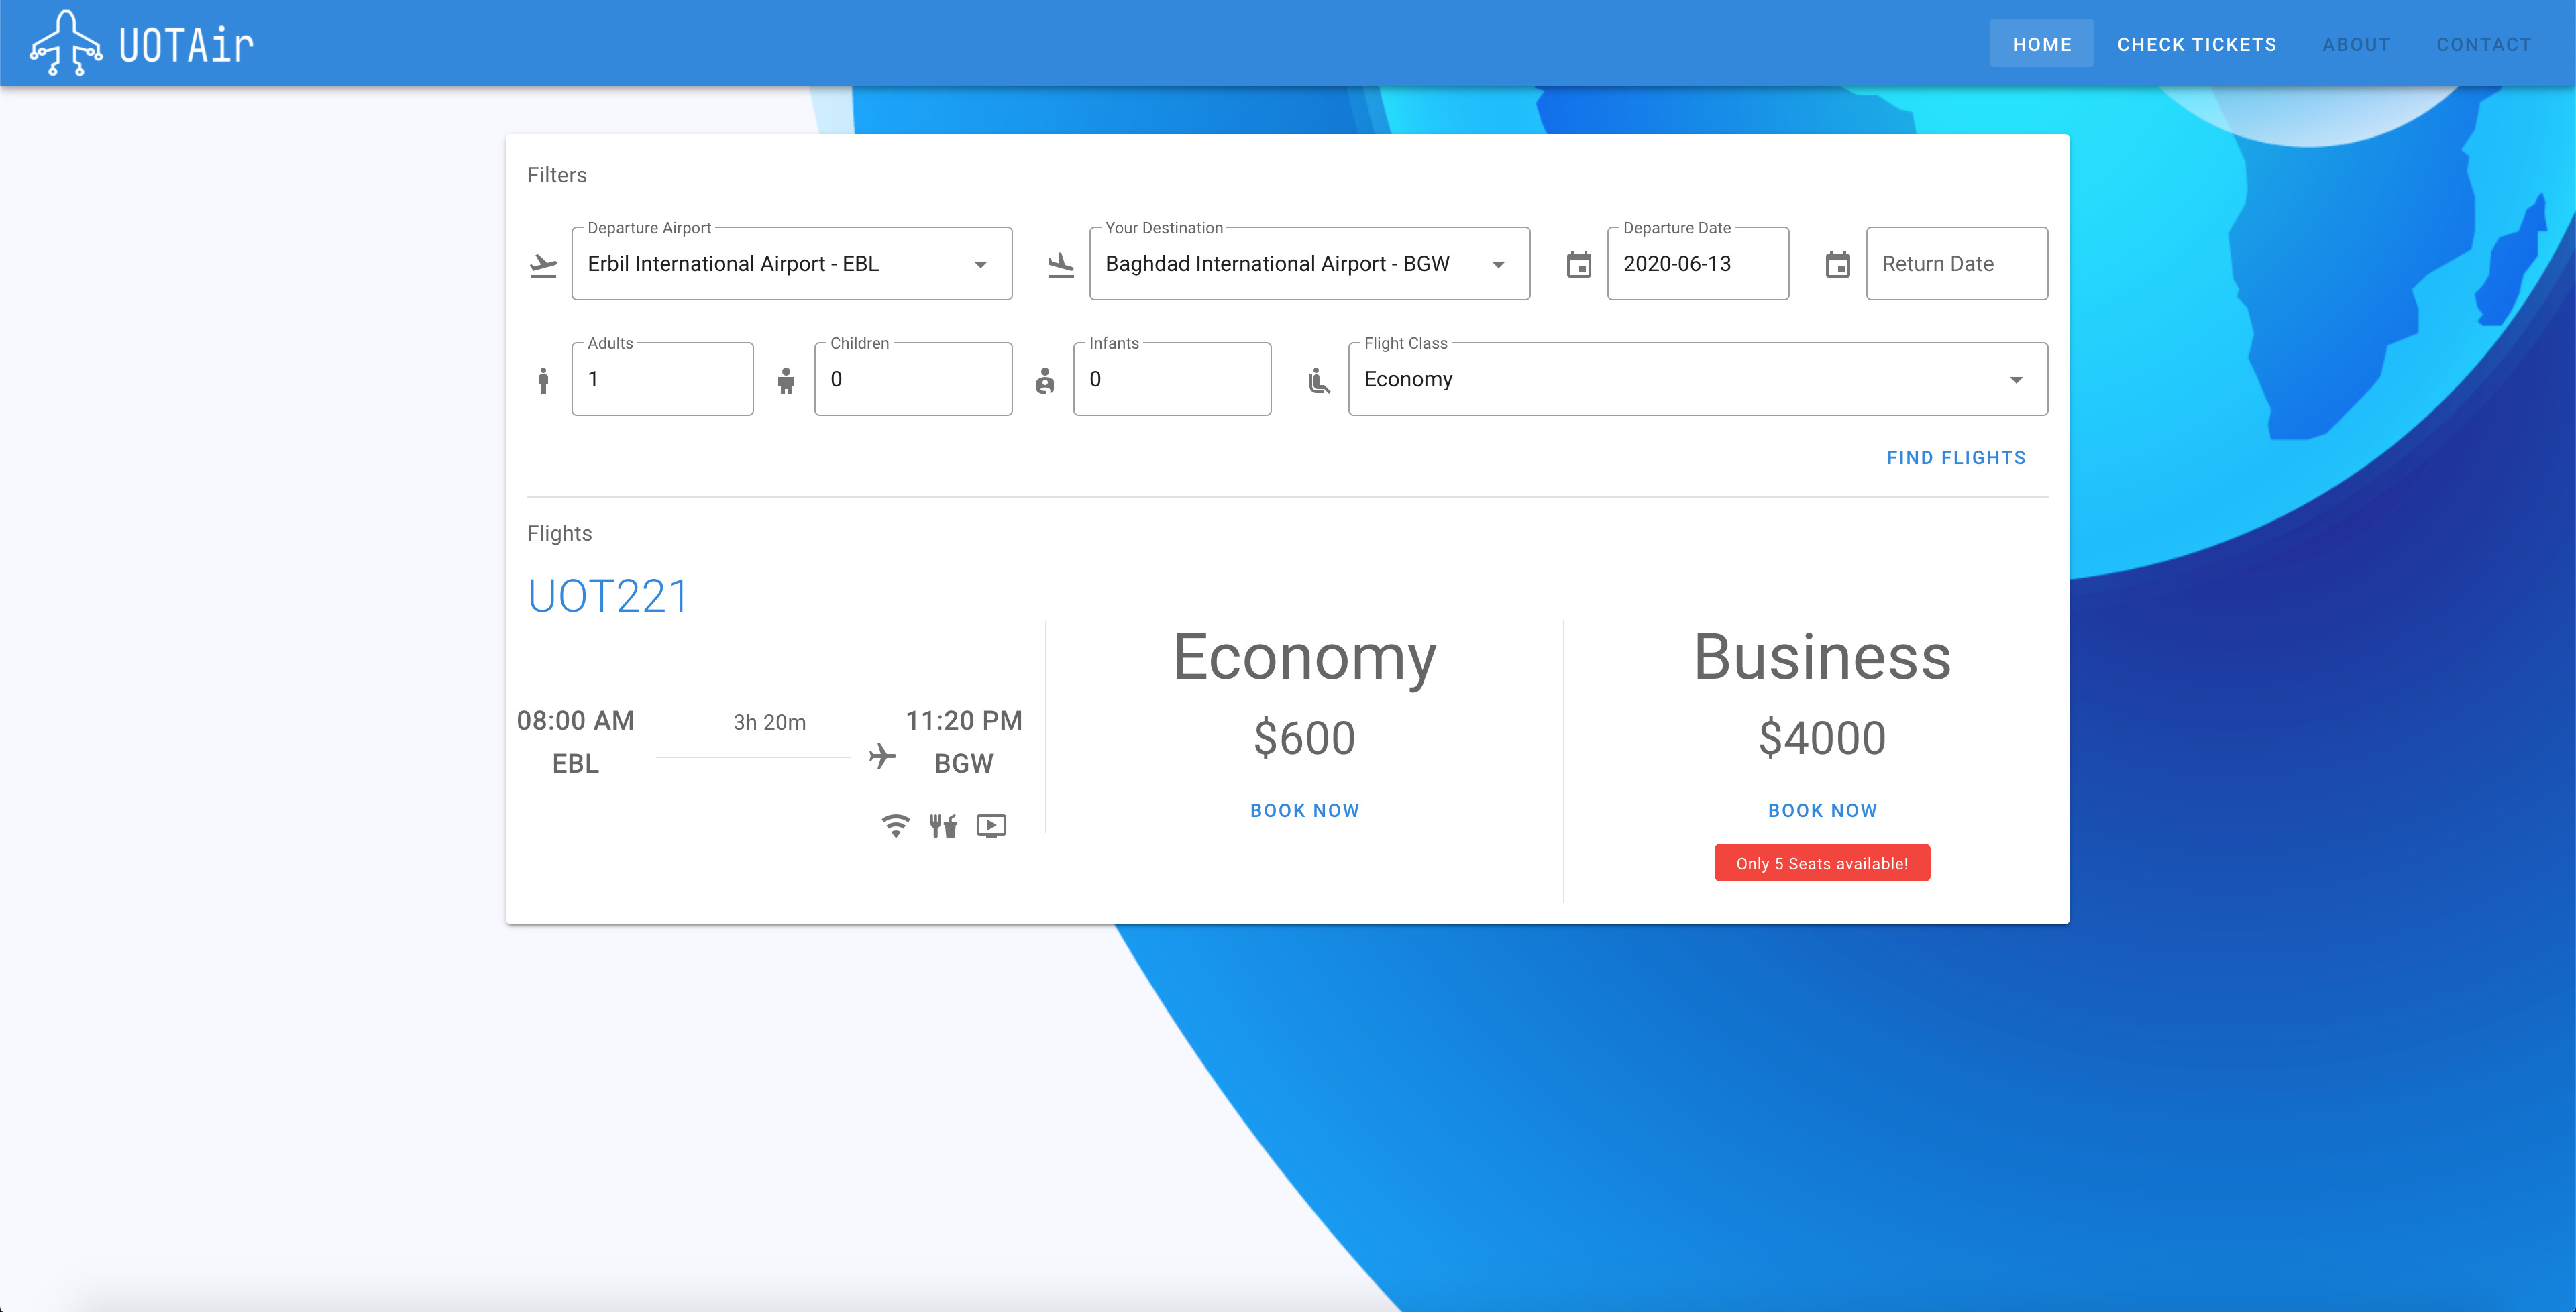 UOTAir
HOME CHECK TICKETS ABOUT CONTACT
Filters
Departure Airport
Erbil International Airport - EBL
Your Destination
Baghdad International Airport - BGW
Departure Date
2020-06-13
Return Date
Adults
1
Children
0
Infants
0
Flight Class
Economy
FIND FLIGHTS
Flights
UOT221
08:00 AM
EBL
3h 20m
11:20 PM
BGW
Economy
$600
BOOK NOW
Business
$4000
BOOK NOW
Only 5 Seats available!